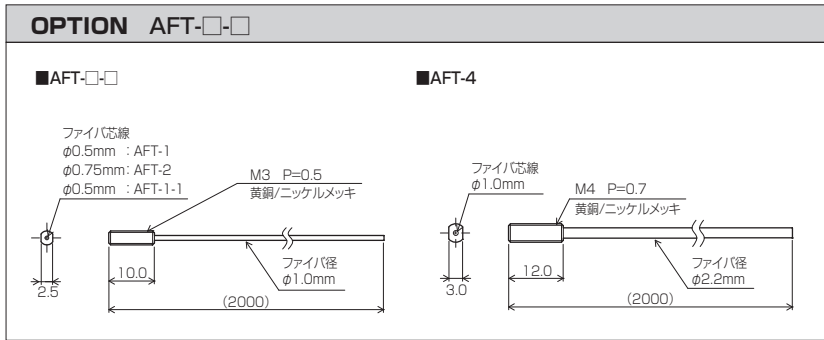 OPTION AFT-□-□
■AFT-□-□
ファイバ芯線
φ0.5mm : AFT-1
φ0.75mm: AFT-2
φ0.5mm : AFT-1-1
M3 P=0.5
黄銅/ニッケルメッキ
10.0
ファイバ径
φ1.0mm
2.5
(2000)
■AFT-4
ファイバ芯線
φ1.0mm
M4 P=0.7
黄銅/ニッケルメッキ
12.0
ファイバ径
φ2.2mm
3.0
(2000)